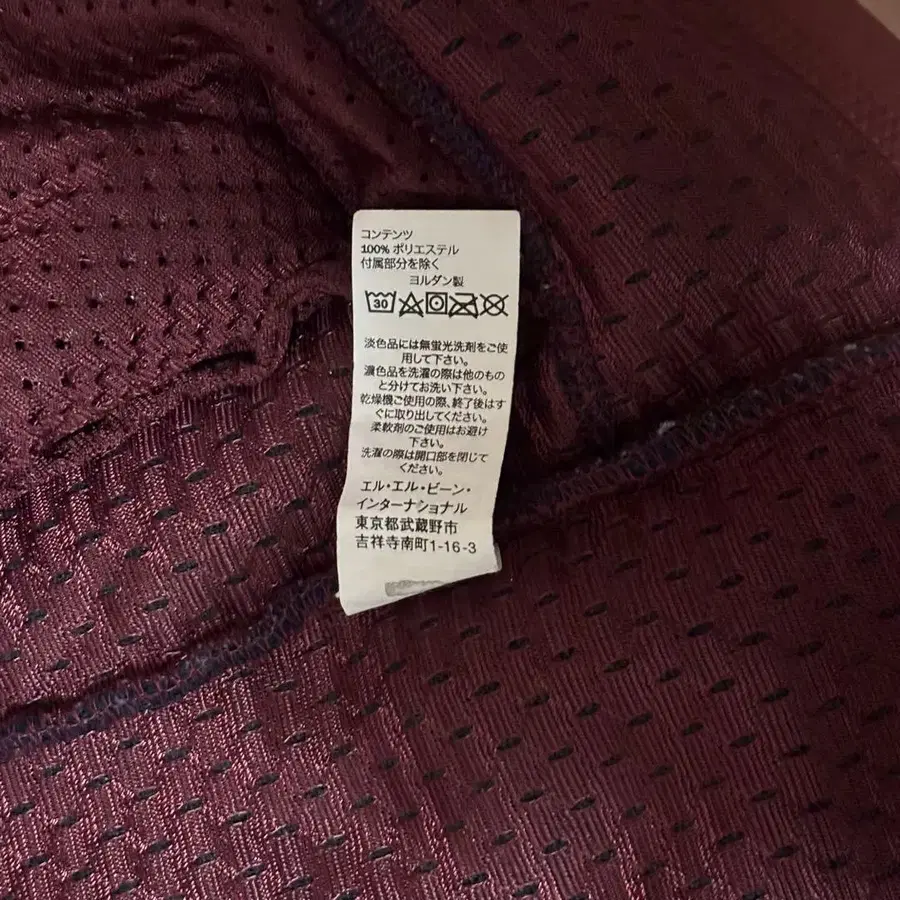 コンテンツ
100% ポリエステル
付属部分を除く
ヨルダン製
30
淡色品には無蛍光洗剤をご使
用して下さい。
濃色品を洗濯の際は他のもの
と分けてお洗い下さい。
乾燥機ご使用の際、終了後はす
ぐに取り出してください。
柔軟剤のご使用はお避け
下さい。
洗濯の際は開口部を閉じて
ください。
エル・エル・ビーン・
インターナショナル
東京都武蔵野市
吉祥寺南町1-16-3